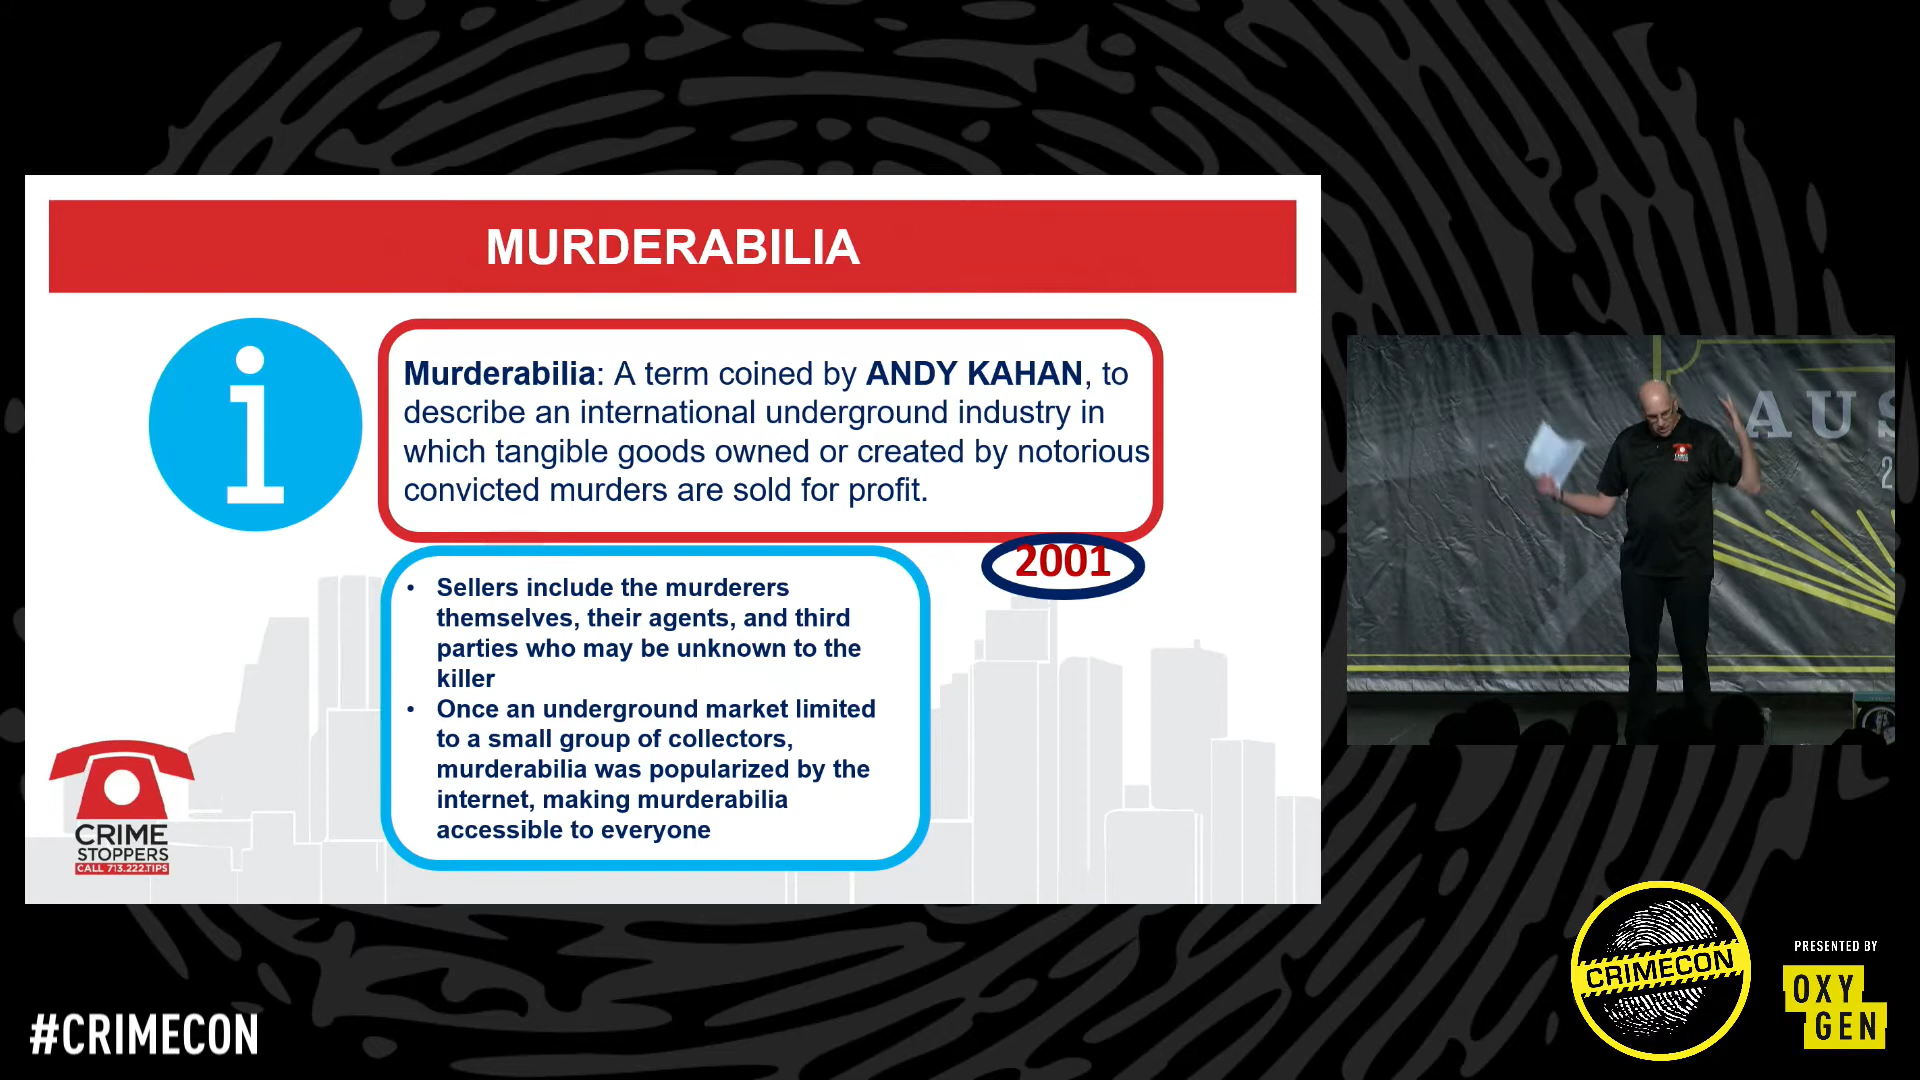 MURDERABILIA
Murderabilia: A term coined by ANDY KAHAN, to
describe an international underground industry in
which tangible goods owned or created by notorious
convicted murders are sold for profit.
2001
• Sellers include the murderers
themselves, their agents, and third
parties who may be unknown to the
killer
• Once an underground market limited
to a small group of collectors,
murderabilia was popularized by the
internet, making murderabilia
accessible to everyone
CRIME
STOPPERS
CALL 713.222.TIPS
AUS
2
CRIMECON
PRESENTED BY
OXY
GEN
#CRIMECON